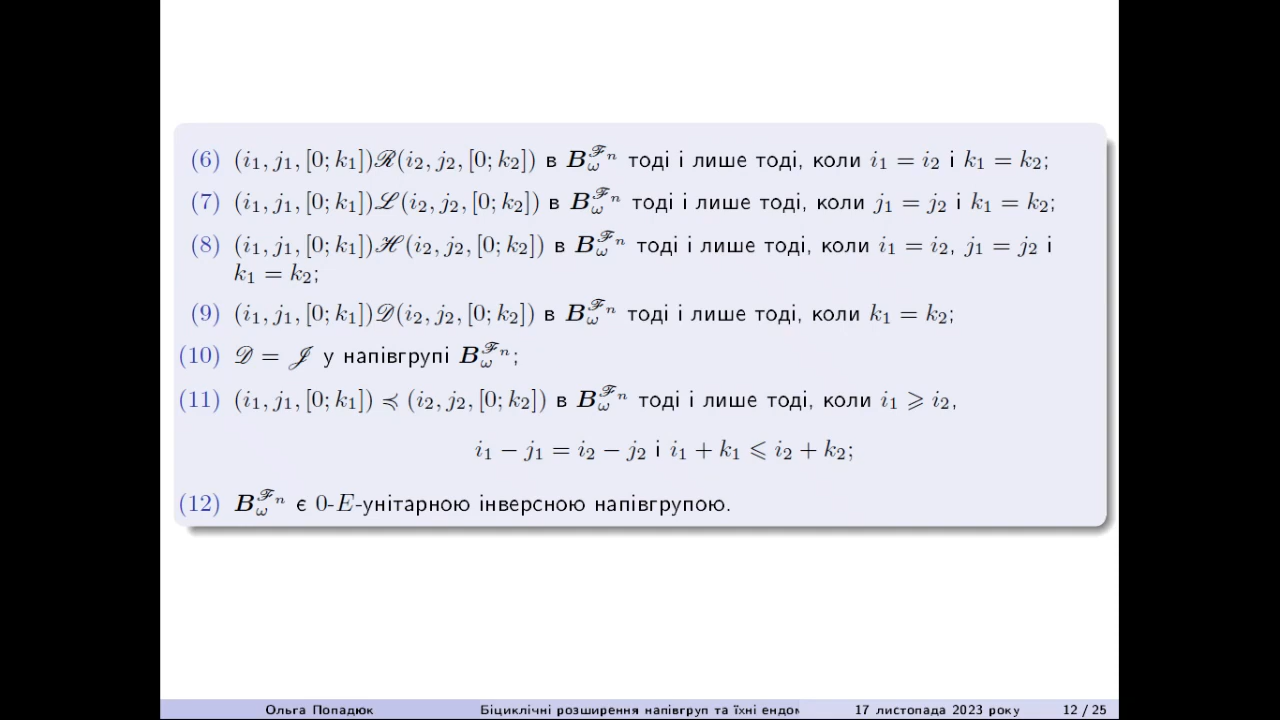 (6) (i₁, j₁, [0; k₁])ℛ(i₂, j₂, [0; k₂]) в 𝑩_ω^{ℱₙ} тоді і лише тоді, коли i₁ = i₂ і k₁ = k₂;
(7) (i₁, j₁, [0; k₁])ℒ(i₂, j₂, [0; k₂]) в 𝑩_ω^{ℱₙ} тоді і лише тоді, коли j₁ = j₂ і k₁ = k₂;
(8) (i₁, j₁, [0; k₁])ℋ(i₂, j₂, [0; k₂]) в 𝑩_ω^{ℱₙ} тоді і лише тоді, коли i₁ = i₂, j₁ = j₂ і
k₁ = k₂;
(9) (i₁, j₁, [0; k₁])𝒟(i₂, j₂, [0; k₂]) в 𝑩_ω^{ℱₙ} тоді і лише тоді, коли k₁ = k₂;
(10) 𝒟 = 𝒥 у напівгрупі 𝑩_ω^{ℱₙ};
(11) (i₁, j₁, [0; k₁]) ≼ (i₂, j₂, [0; k₂]) в 𝑩_ω^{ℱₙ} тоді і лише тоді, коли i₁ ⩾ i₂,
i₁ − j₁ = i₂ − j₂ і i₁ + k₁ ⩽ i₂ + k₂;
(12) 𝑩_ω^{ℱₙ} є 0-E-унітарною інверсною напівгрупою.
Ольга Попадюк Біциклічні розширення напівгруп та їхні ендом 17 листопада 2023 року 12 / 25